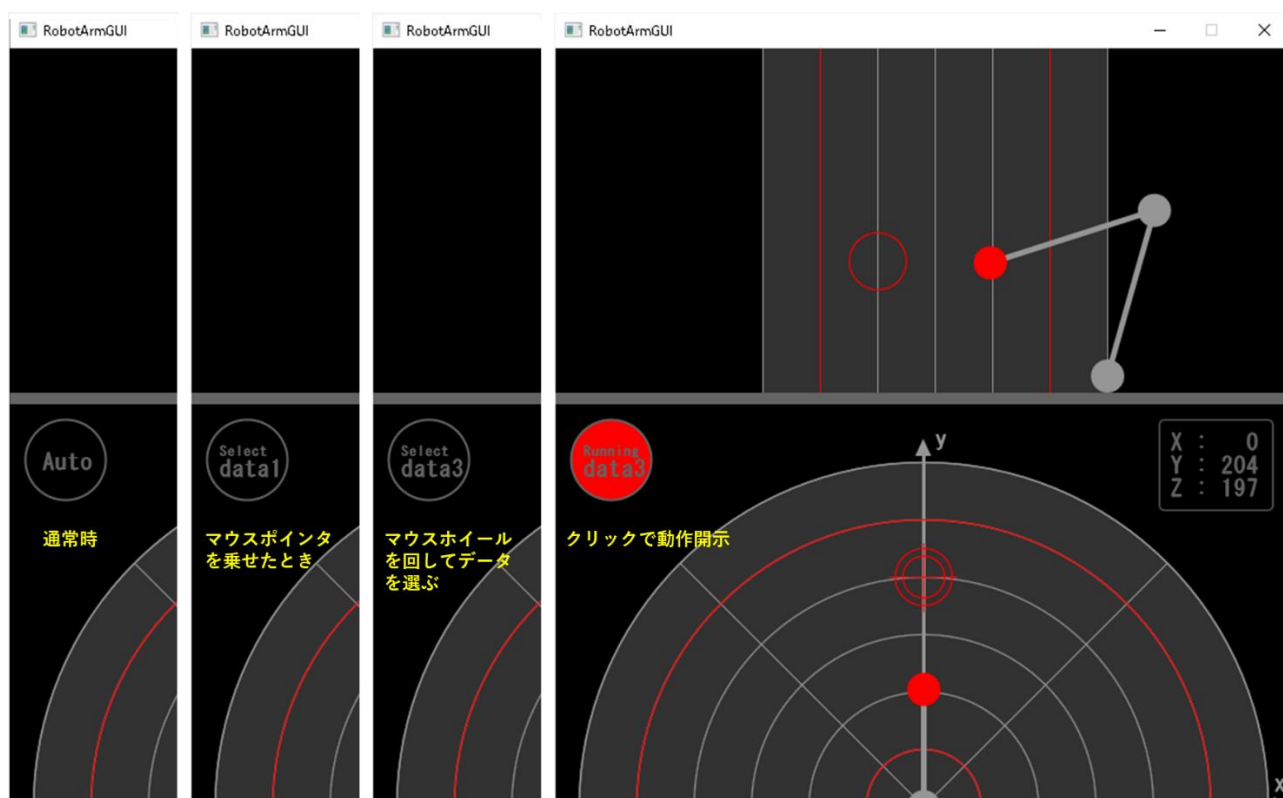 RobotArmGUI
Auto
通常時
RobotArmGUI
Select
data1
マウスポインタ
を乗せたとき
RobotArmGUI
Select
data3
マウスホイール
を回してデータ
を選ぶ
RobotArmGUI
Running
data3
クリックで動作開示
y
X : 0
Y : 204
Z : 197
x